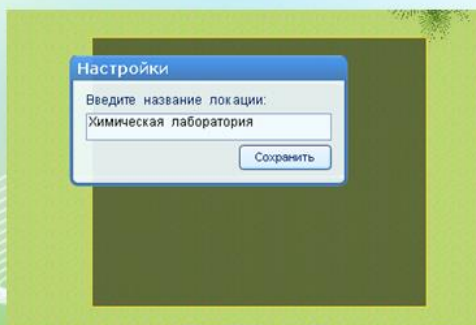 Настройки
Введите название локации:
Химическая лаборатория
Сохранить